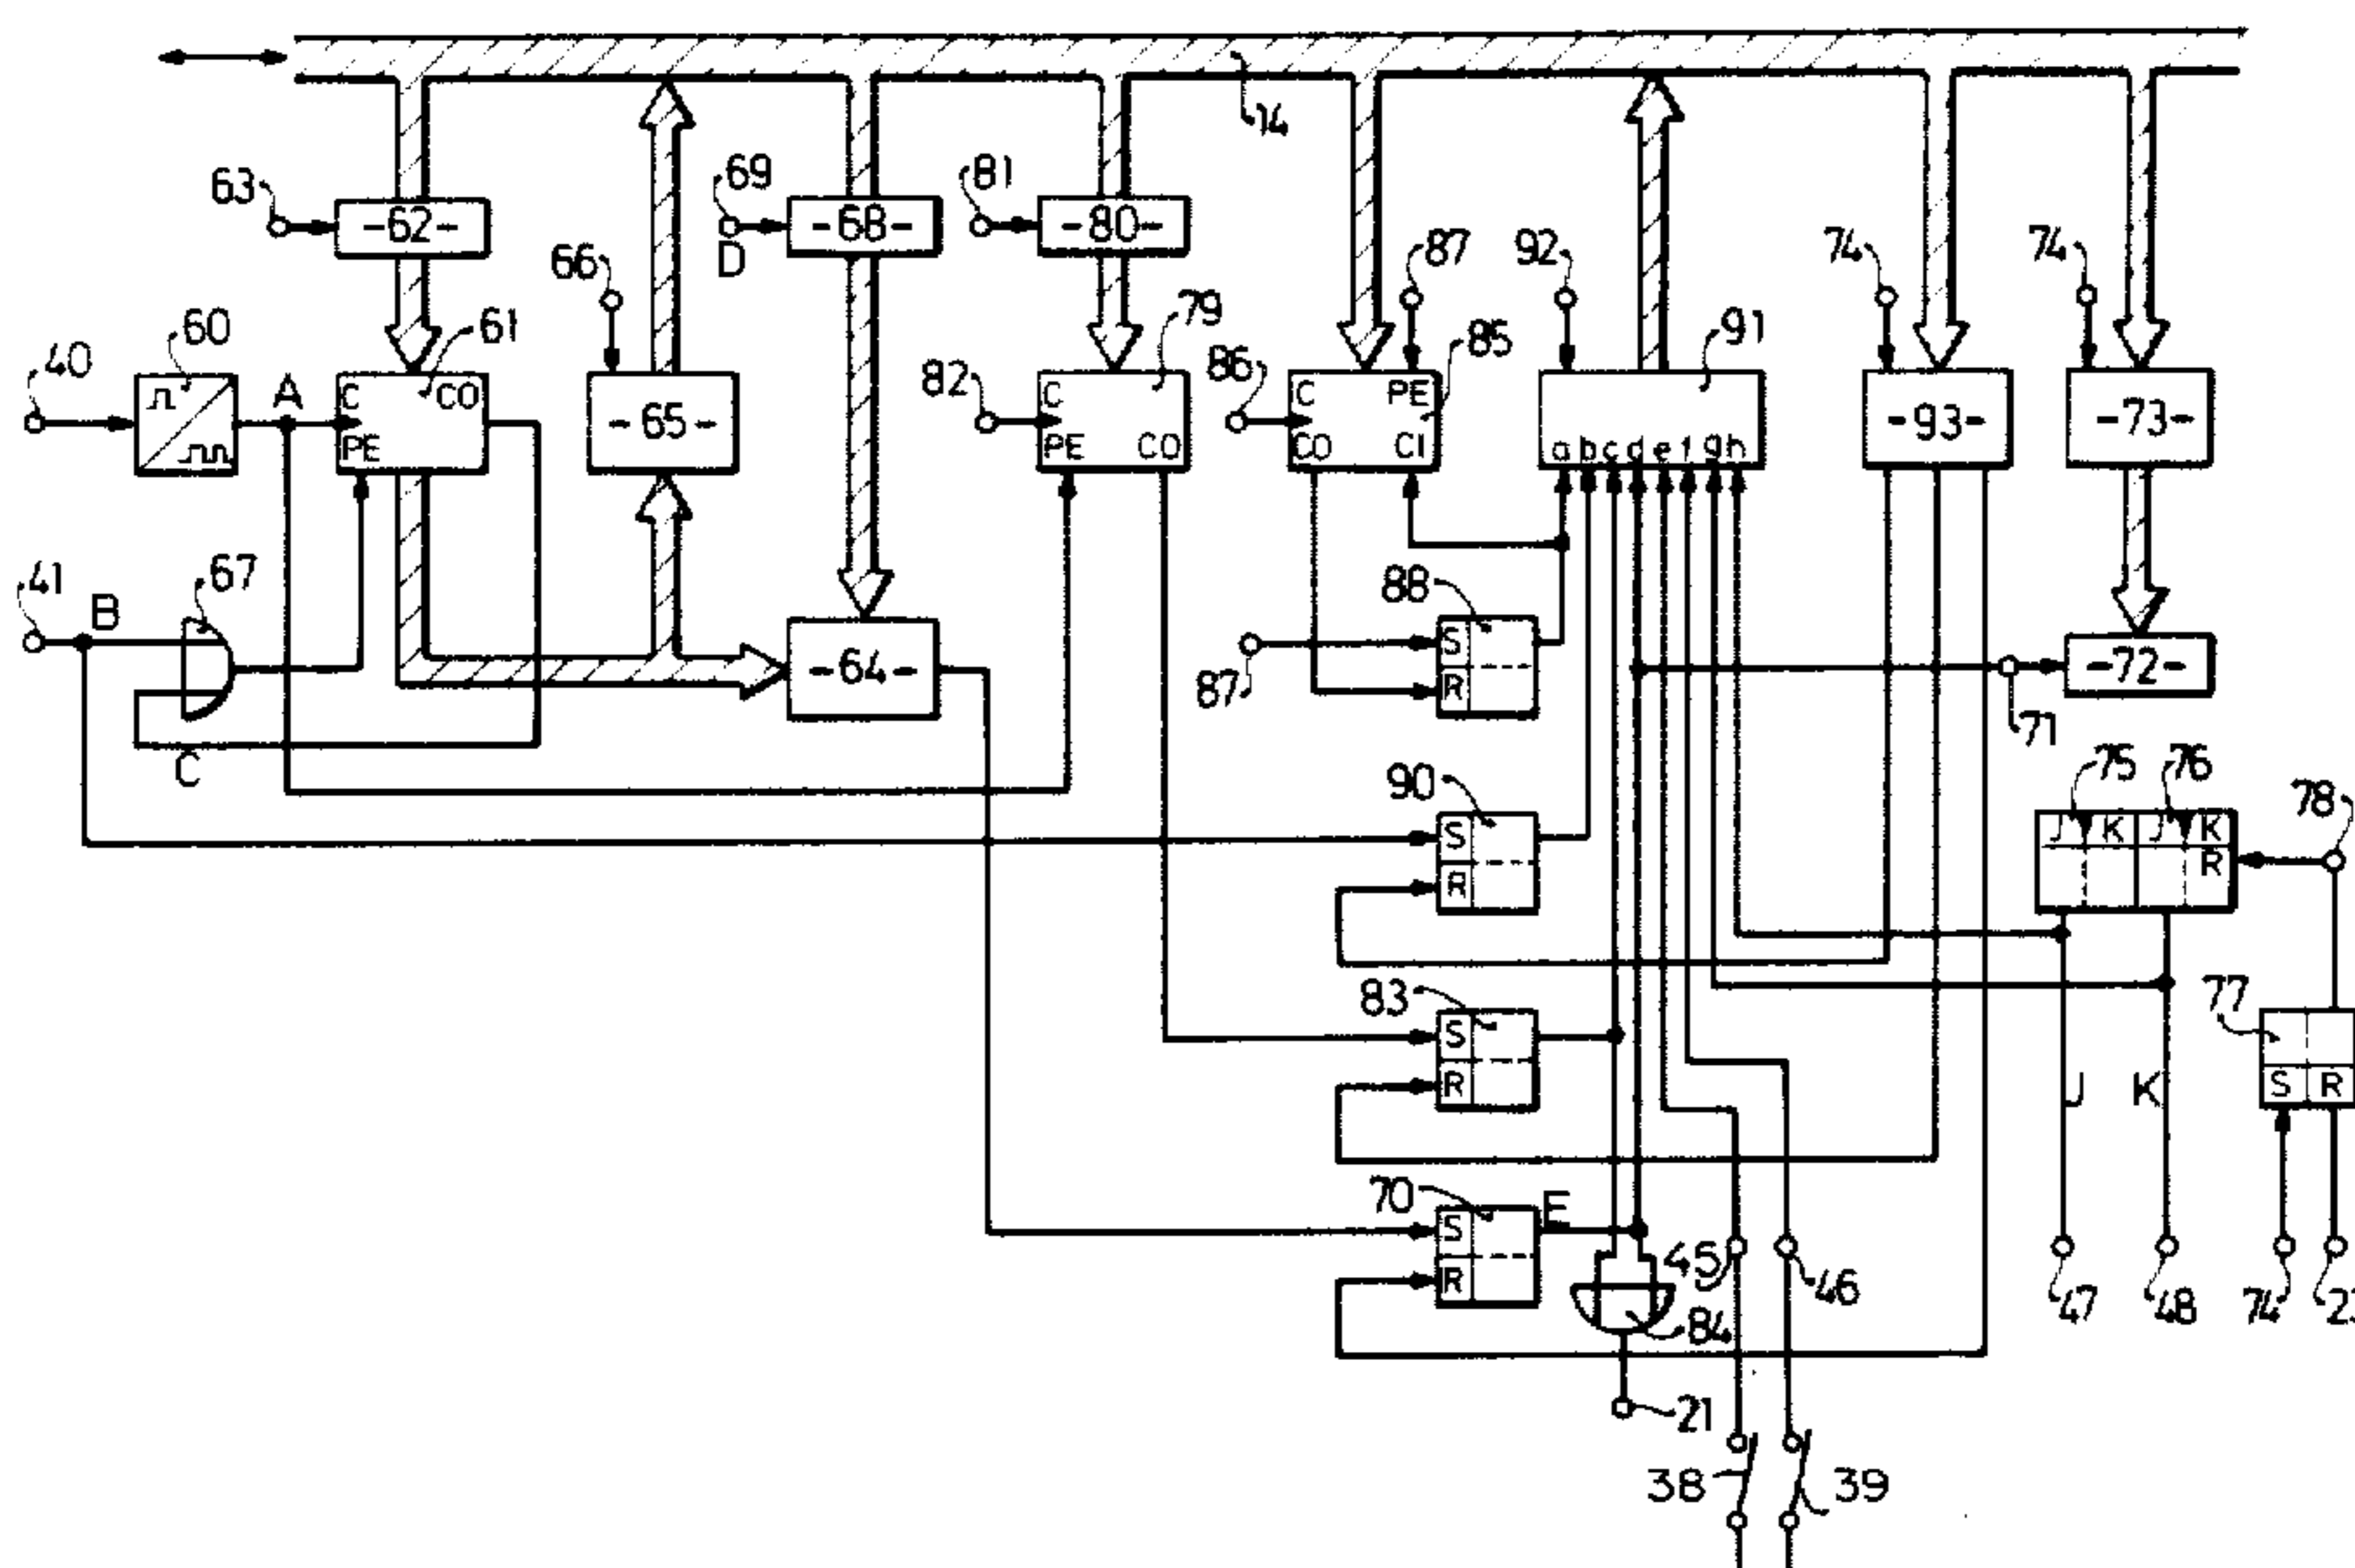 14
63
-62-
69
D
-68-
81
-80-
66
87
92
74
74
40
60
A
61
C
CO
PE
-65-
82
79
C
PE
CO
86
85
C
PE
CO
CI
91
a b c d e f g h
-93-
-73-
41
B
67
C
-64-
88
S
R
87
71
-72-
90
S
R
75
76
J
K
J
K
R
78
83
S
R
77
S
R
J
K
70
S
R
E
84
45
46
47
48
74
21
38
39